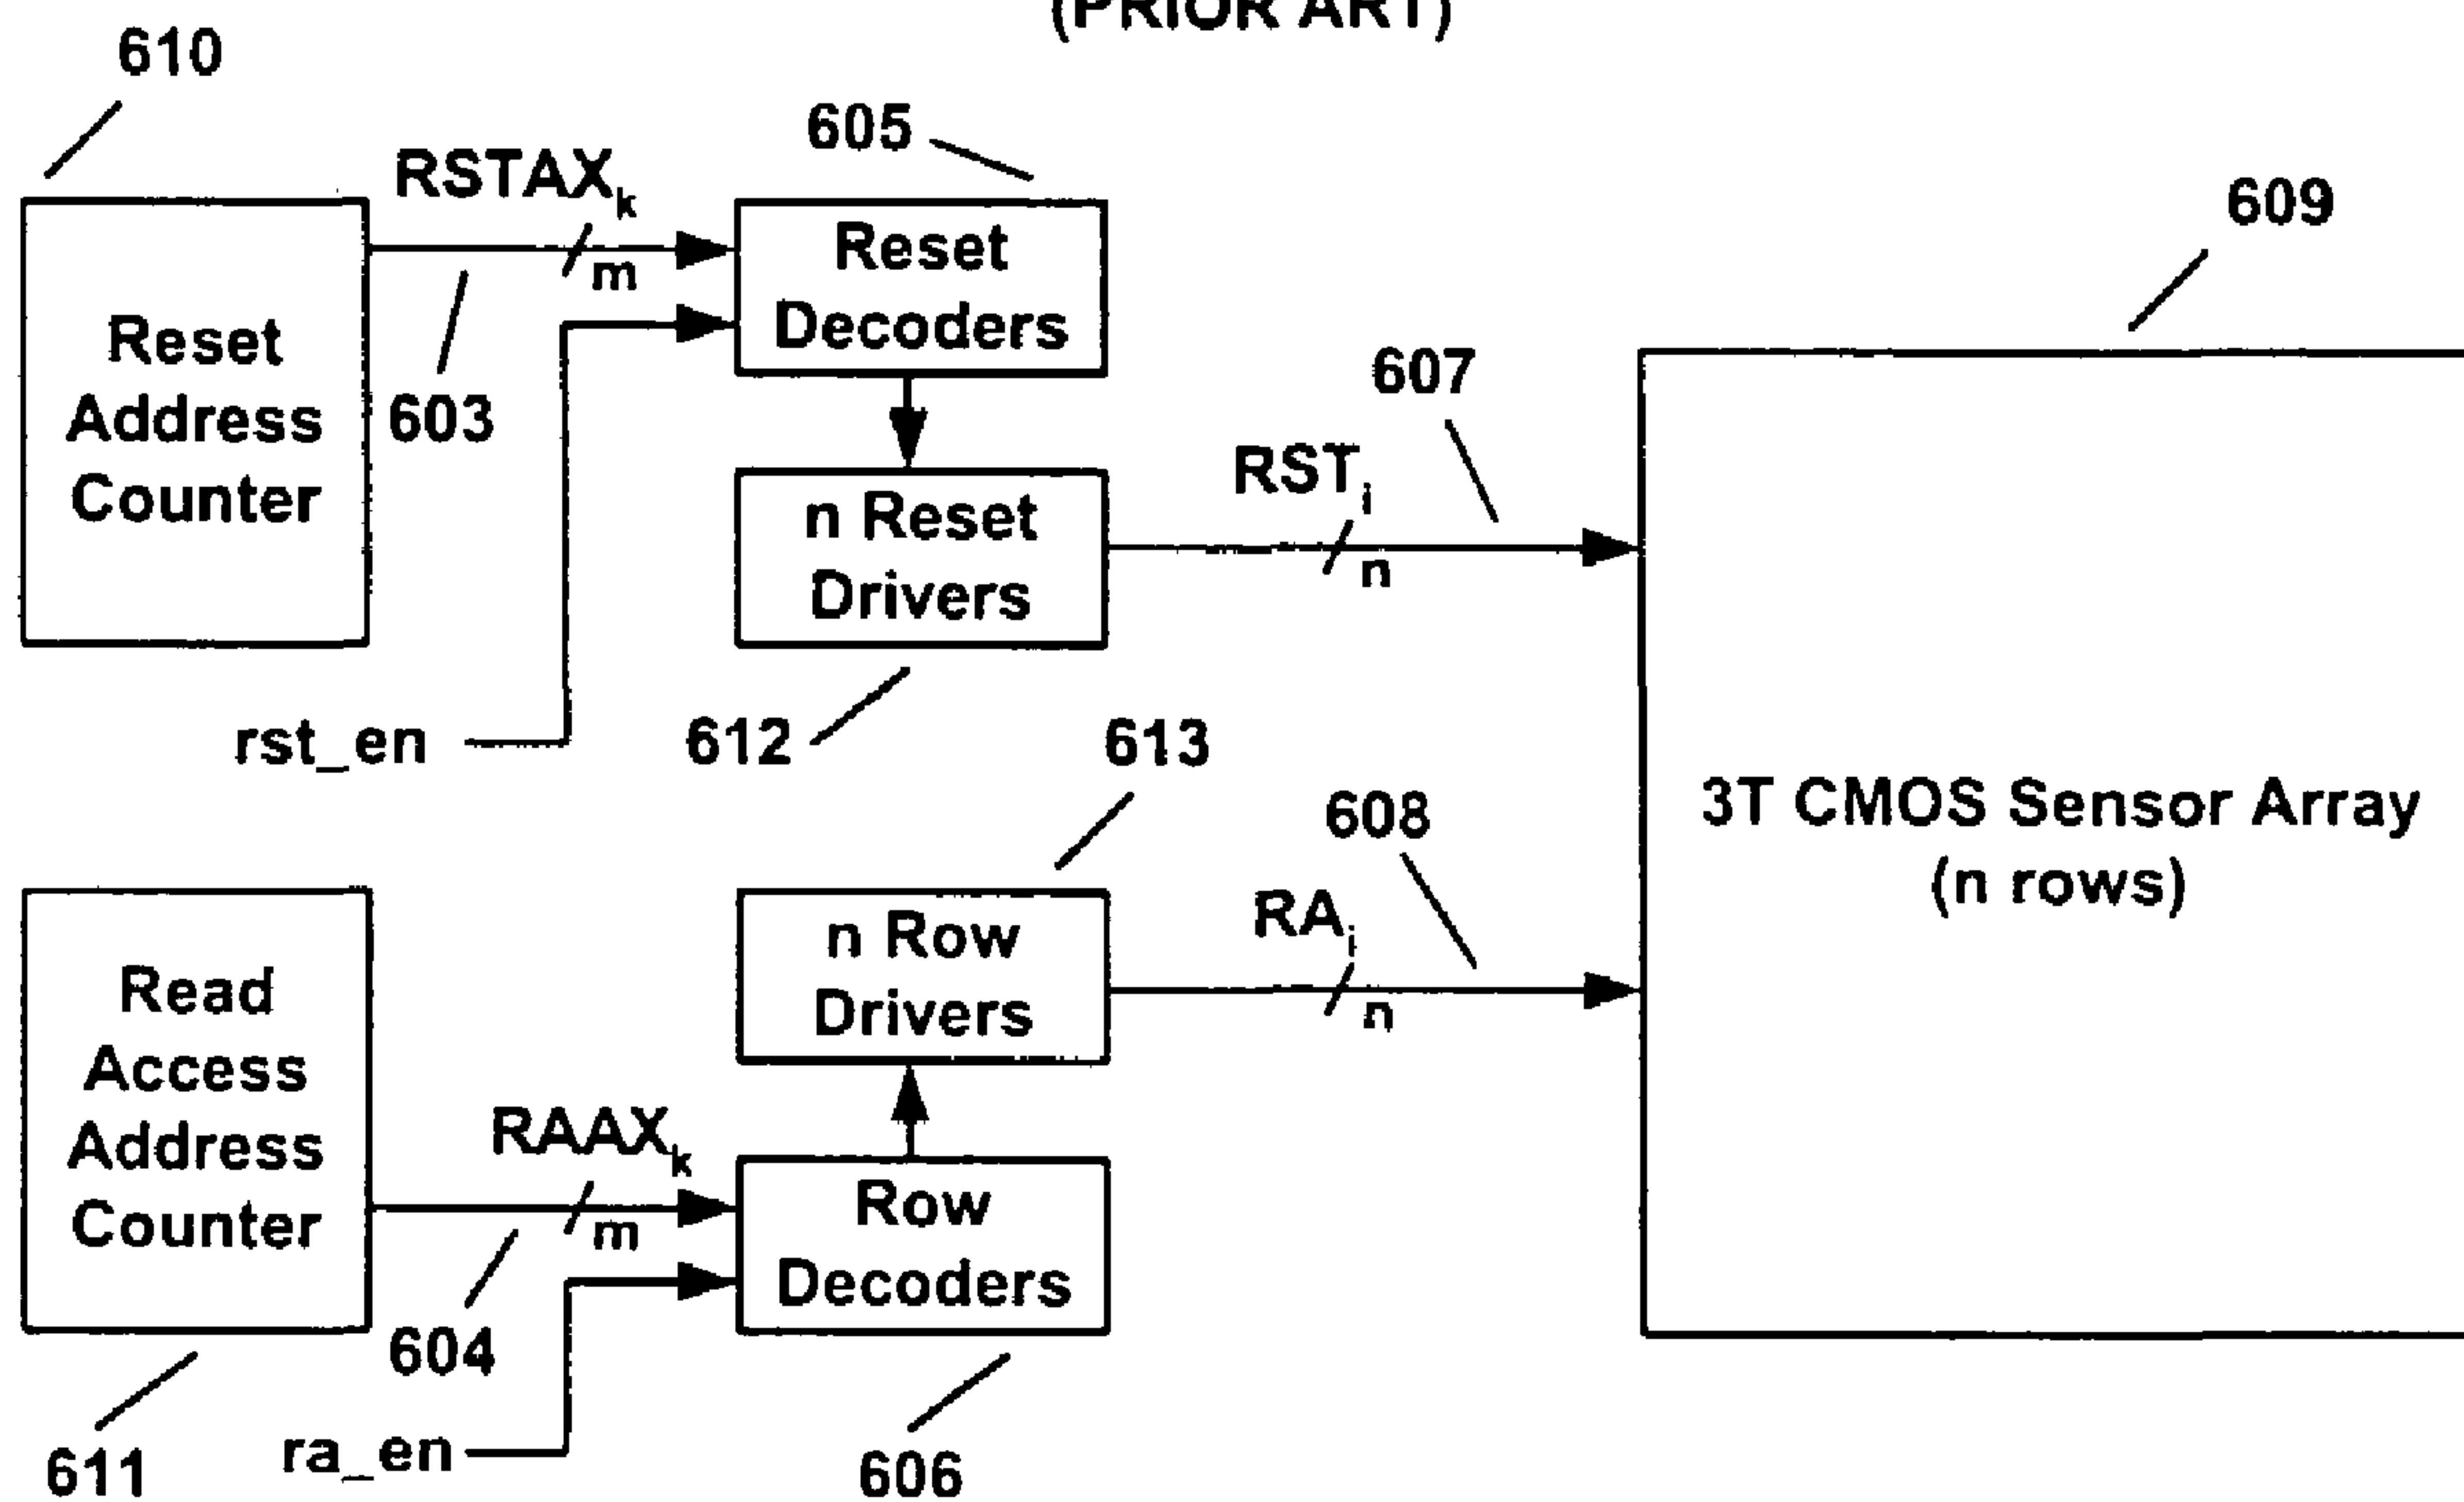 (PRIOR ART)
610
605
RSTAXk
609
m
Reset
Decoders
Reset
Address
Counter
603
607
RSTi
n
n Reset
Drivers
rst_en
612
613
3T CMOS Sensor Array
(n rows)
608
RAi
n
n Row
Drivers
Read
Access
Address
Counter
RAAXk
m
Row
Decoders
604
611
ra_en
606